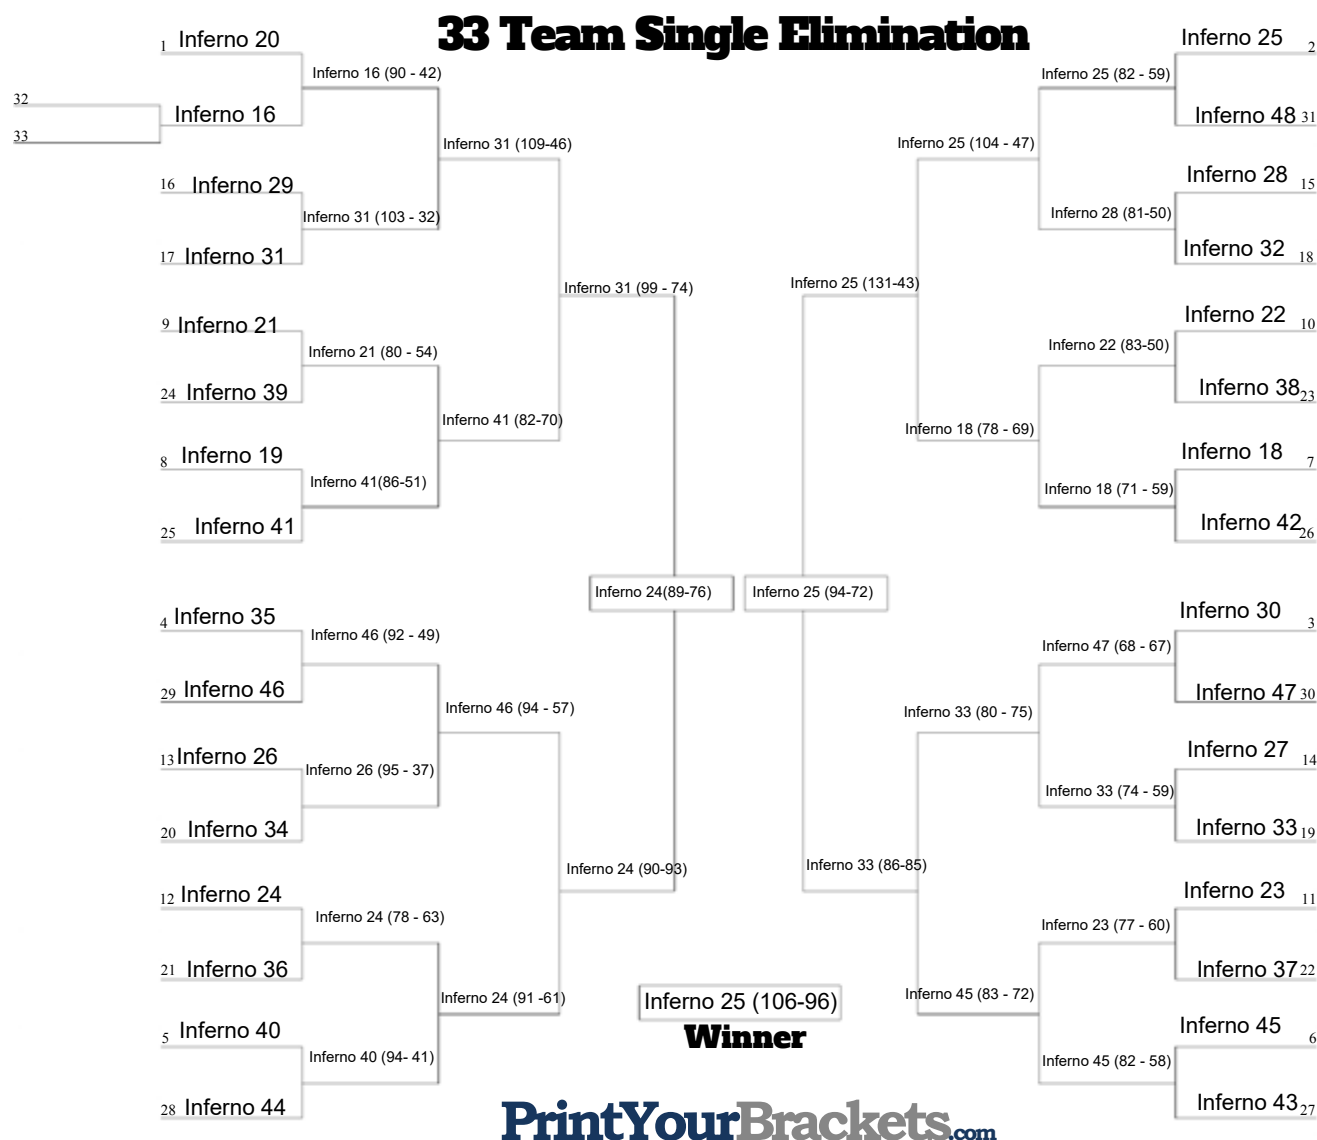 33 Team Single Elimination
1 Inferno 20
32
33
Inferno 16
Inferno 16 (90 - 42)
16 Inferno 29
17 Inferno 31
Inferno 31 (103 - 32)
Inferno 31 (109-46)
9 Inferno 21
24 Inferno 39
Inferno 21 (80 - 54)
8 Inferno 19
25 Inferno 41
Inferno 41(86-51)
Inferno 41 (82-70)
Inferno 31 (99 - 74)
4 Inferno 35
29 Inferno 46
Inferno 46 (92 - 49)
13 Inferno 26
20 Inferno 34
Inferno 26 (95 - 37)
Inferno 46 (94 - 57)
12 Inferno 24
21 Inferno 36
Inferno 24 (78 - 63)
5 Inferno 40
28 Inferno 44
Inferno 40 (94- 41)
Inferno 24 (91 -61)
Inferno 24 (90-93)
Inferno 24(89-76)
Inferno 25 2
Inferno 48 31
Inferno 25 (82 - 59)
Inferno 28 15
Inferno 32 18
Inferno 28 (81-50)
Inferno 25 (104 - 47)
Inferno 22 10
Inferno 38 23
Inferno 22 (83-50)
Inferno 18 7
Inferno 42 26
Inferno 18 (71 - 59)
Inferno 18 (78 - 69)
Inferno 25 (131-43)
Inferno 30 3
Inferno 47 30
Inferno 47 (68 - 67)
Inferno 27 14
Inferno 33 19
Inferno 33 (74 - 59)
Inferno 33 (80 - 75)
Inferno 23 11
Inferno 37 22
Inferno 23 (77 - 60)
Inferno 45 6
Inferno 43 27
Inferno 45 (82 - 58)
Inferno 45 (83 - 72)
Inferno 33 (86-85)
Inferno 25 (94-72)
Inferno 25 (106-96)
Winner
PrintYourBrackets.com